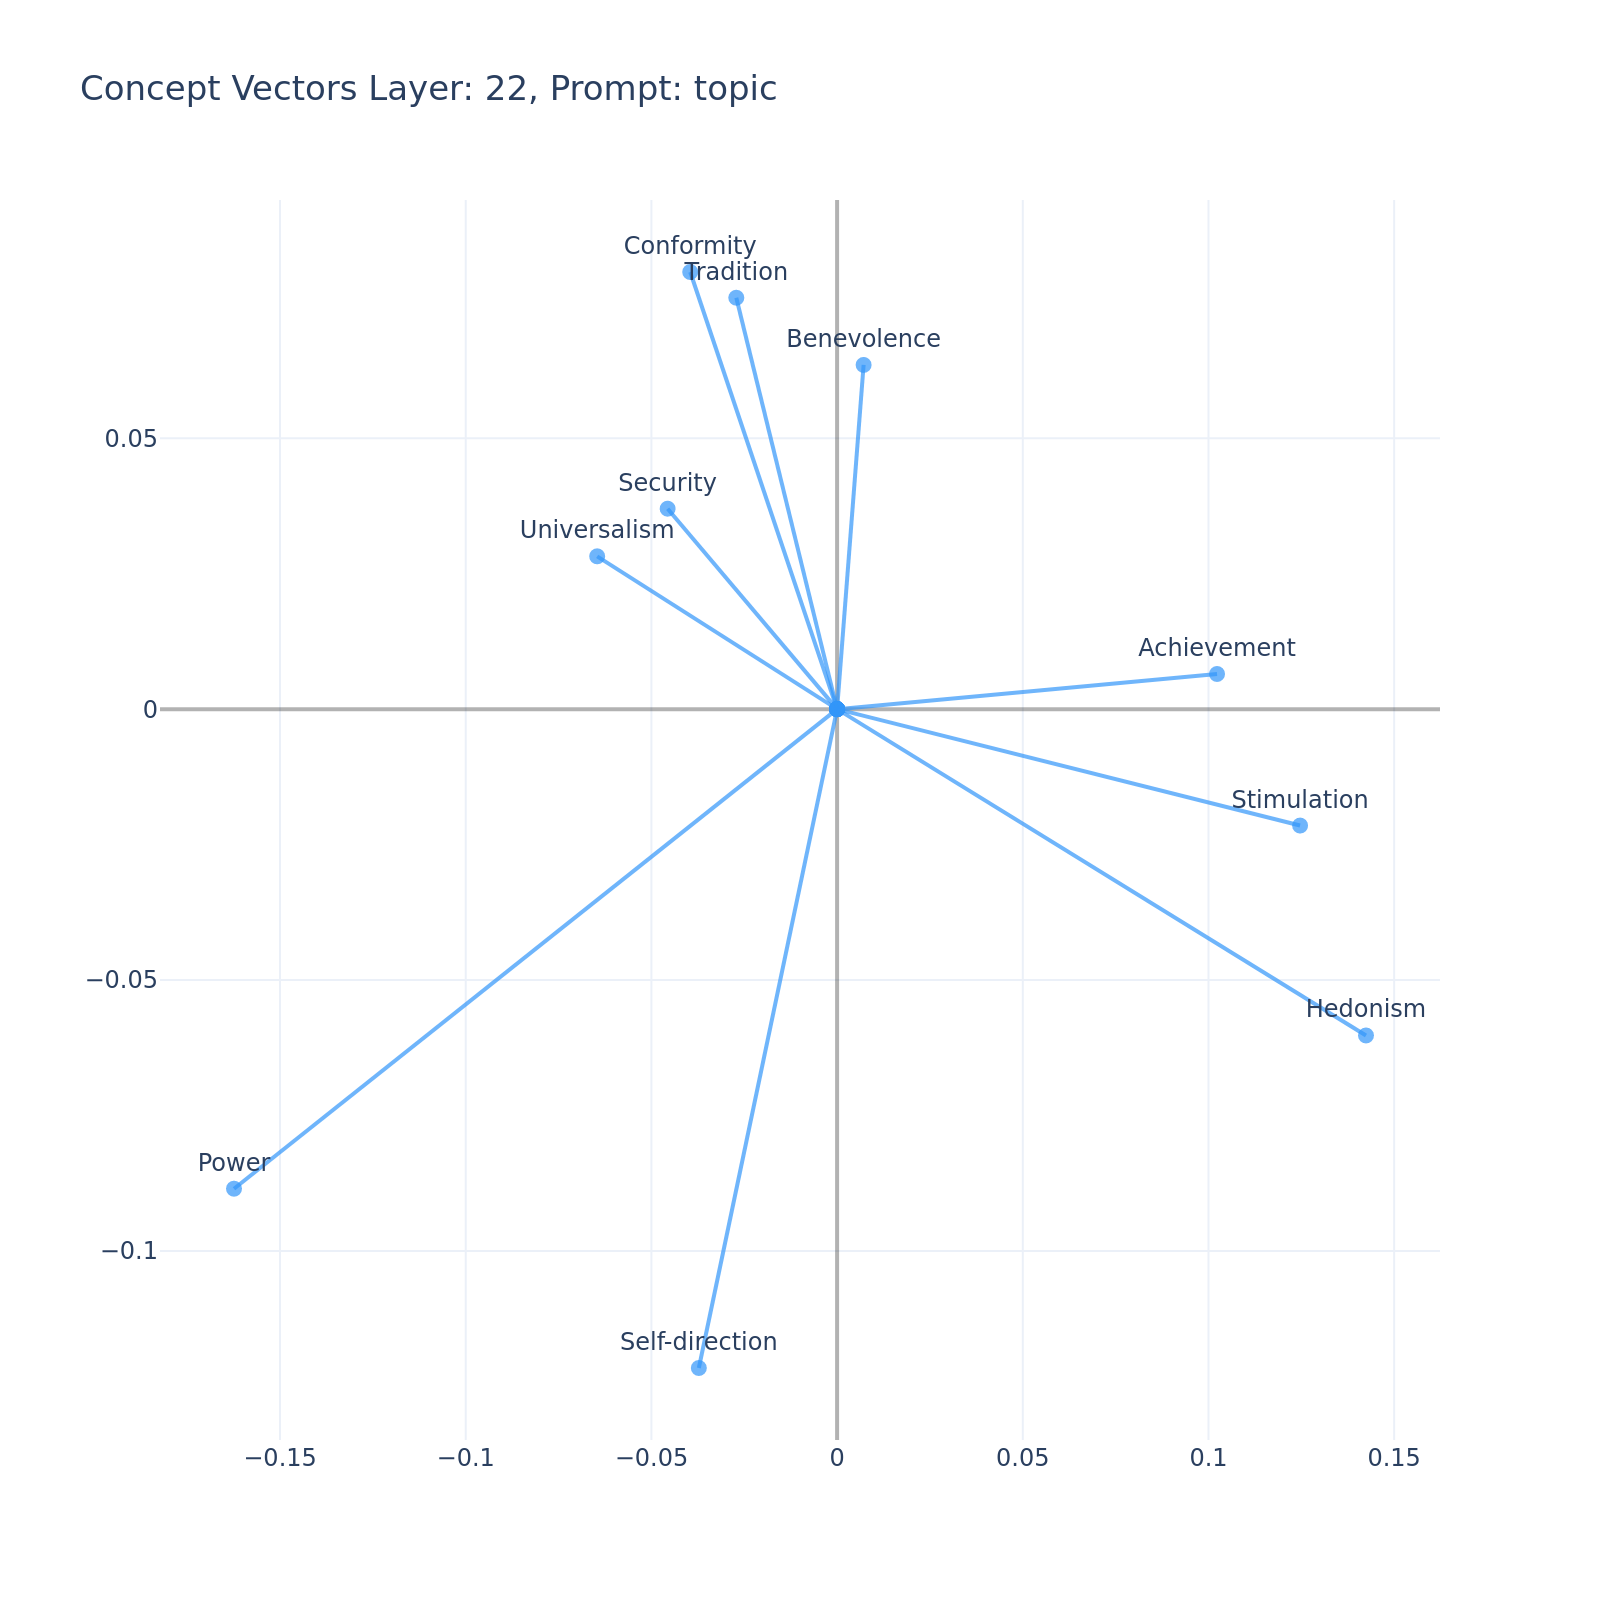 Concept Vectors Layer: 22, Prompt: topic
Conformity
Tradition
Benevolence
0.05
Security
Universalism
Achievement
0
Stimulation
−0.05
Hedonism
Power
−0.1
Self-direction
−0.15
−0.1
−0.05
0
0.05
0.1
0.15